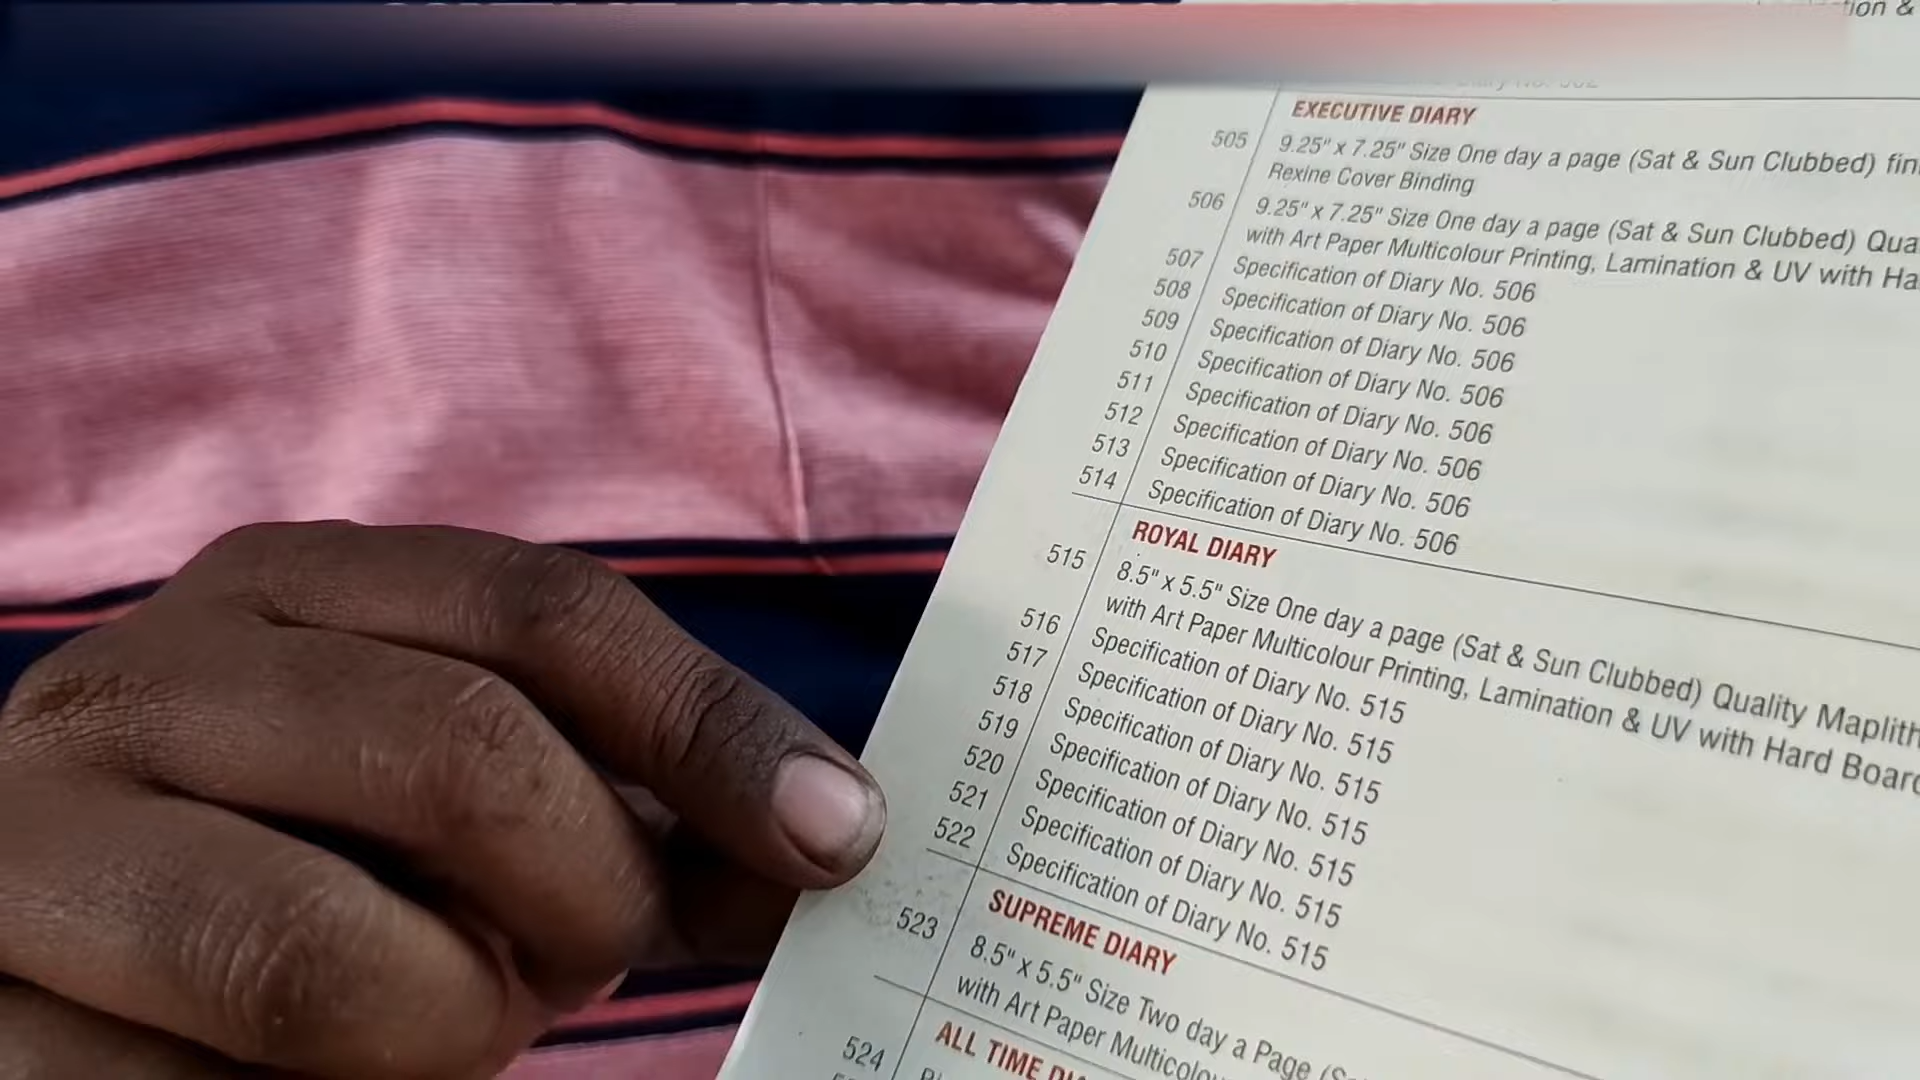 ion &
EXECUTIVE DIARY
505 9.25" x 7.25" Size One day a page (Sat & Sun Clubbed)
Rexine Cover Binding
506 9.25" x 7.25" Size One day a page (Sat & Sun Clubbed)
with Art Paper Multicolour Printing, Lamination & UV with
507 Specification of Diary No. 506
508 Specification of Diary No. 506
509 Specification of Diary No. 506
510 Specification of Diary No. 506
511 Specification of Diary No. 506
512 Specification of Diary No. 506
513 Specification of Diary No. 506
514 Specification of Diary No. 506
ROYAL DIARY
515 8.5" x 5.5" Size One day a page (Sat & Sun Clubbed) Quality Maplith
with Art Paper Multicolour Printing, Lamination & UV with Hard Board
516 Specification of Diary No. 515
517 Specification of Diary No. 515
518 Specification of Diary No. 515
519 Specification of Diary No. 515
520 Specification of Diary No. 515
521 Specification of Diary No. 515
522 Specification of Diary No. 515
SUPREME DIARY
523 8.5" x 5.5" Size Two day a Page
with Art Paper Multicolou
ALL TIME
524